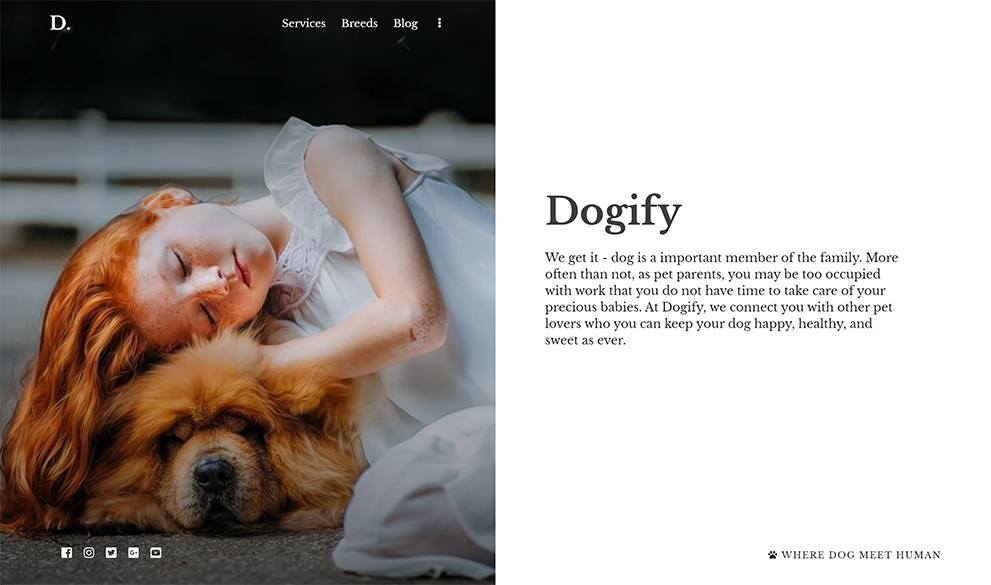 D.
Services Breeds Blog
Dogify
We get it - dog is a important member of the family. More
often than not, as pet parents, you may be too occupied
with work that you do not have time to take care of your
precious babies. At Dogify, we connect you with other pet
lovers who you can keep your dog happy, healthy, and
sweet as ever.
WHERE DOG MEET HUMAN